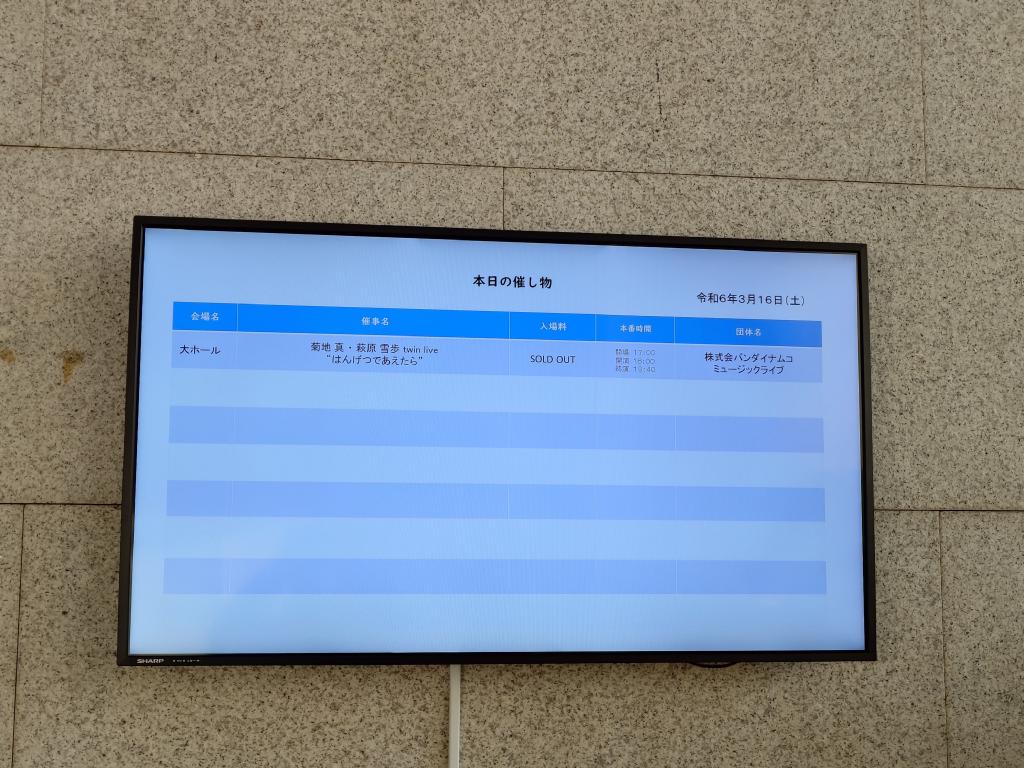 本日の催し物
令和6年3月16日(土)
会場名 催事名 入場料 本番時間 団体名
大ホール
菊地 真・萩原 雪歩 twin live
“はんげつであえたら”
SOLD OUT
開場 17:00
開演 18:00
終演 19:40
株式会バンダイナムコ
ミュージックライブ
SHARP